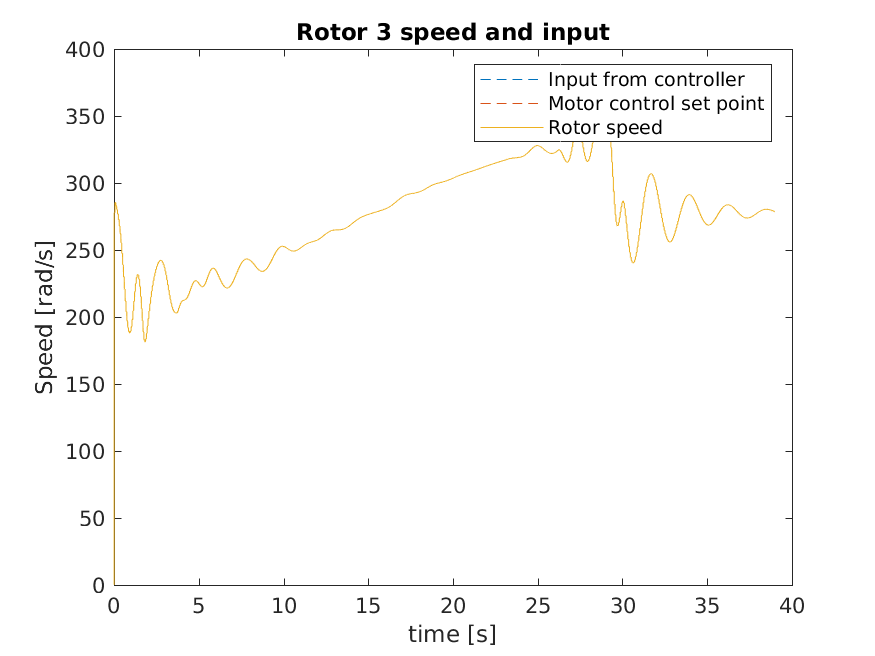 Rotor 3 speed and input
400
350
300
250
200
150
100
50
0
Speed [rad/s]
Input from controller
Motor control set point
Rotor speed
0 5 10 15 20 25 30 35 40
time [s]